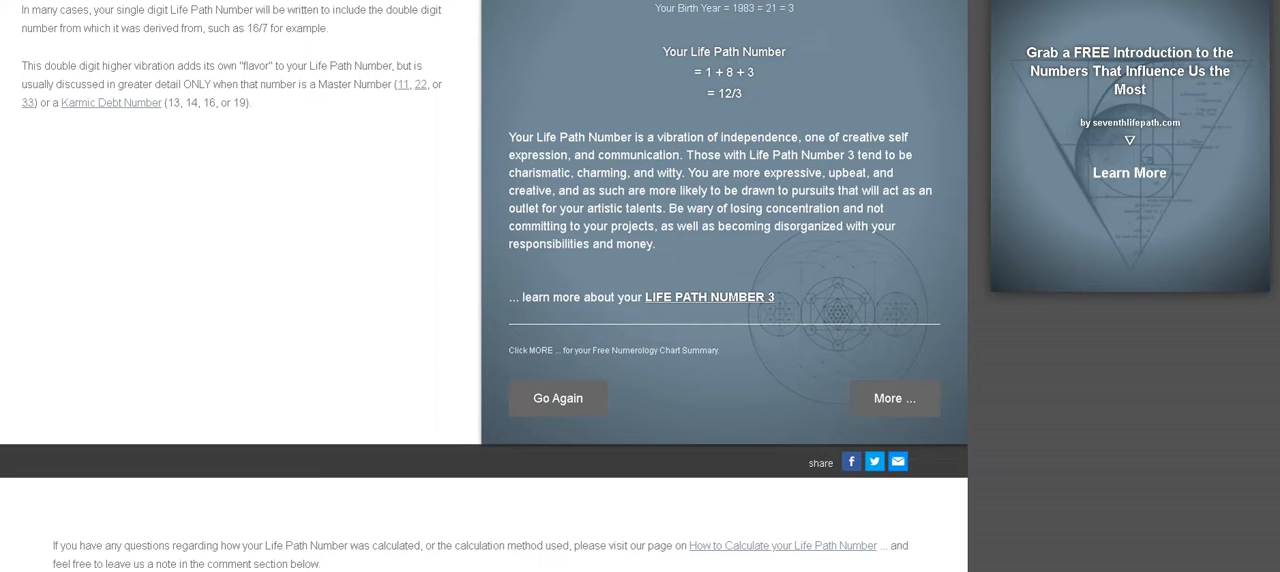 In many cases, your single digit Life Path Number will be written to include the double digit
number from which it was derived from, such as 16/7 for example.
This double digit higher vibration adds its own "flavor" to your Life Path Number, but is
usually discussed in greater detail ONLY when that number is a Master Number (11, 22, or
33) or a Karmic Debt Number (13, 14, 16, or 19).
Your Birth Year = 1983 = 21 = 3
Your Life Path Number
= 1 + 8 + 3
= 12/3
Your Life Path Number is a vibration of independence, one of creative self
expression, and communication. Those with Life Path Number 3 tend to be
charismatic, charming, and witty. You are more expressive, upbeat, and
creative, and as such are more likely to be drawn to pursuits that will act as an
outlet for your artistic talents. Be wary of losing concentration and not
committing to your projects, as well as becoming disorganized with your
responsibilities and money.
... learn more about your LIFE PATH NUMBER 3
Click MORE ... for your Free Numerology Chart Summary.
Go Again
More ...
Grab a FREE Introduction to the
Numbers That Influence Us the
Most
by seventhlifepath.com
Learn More
share
If you have any questions regarding how your Life Path Number was calculated, or the calculation method used, please visit our page on How to Calculate your Life Path Number ... and
feel free to leave us a note in the comment section below.